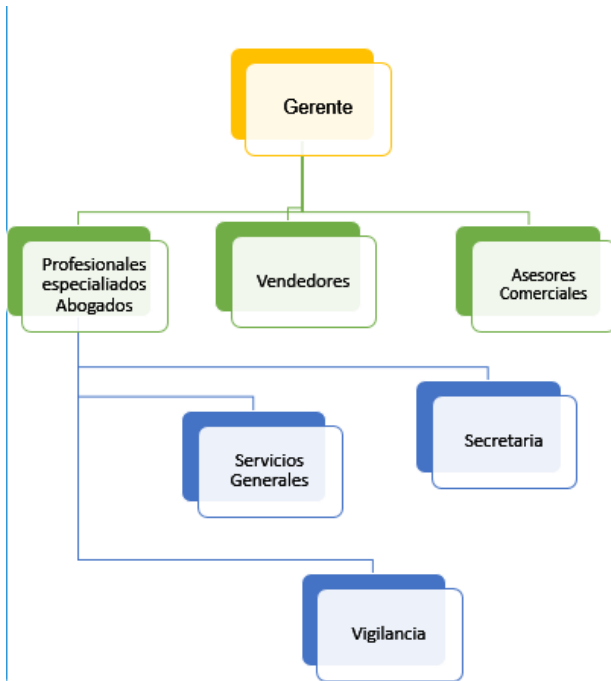 Gerente
Profesionales
especialiados
Abogados
Vendedores
Asesores
Comerciales
Secretaria
Servicios
Generales
Vigilancia